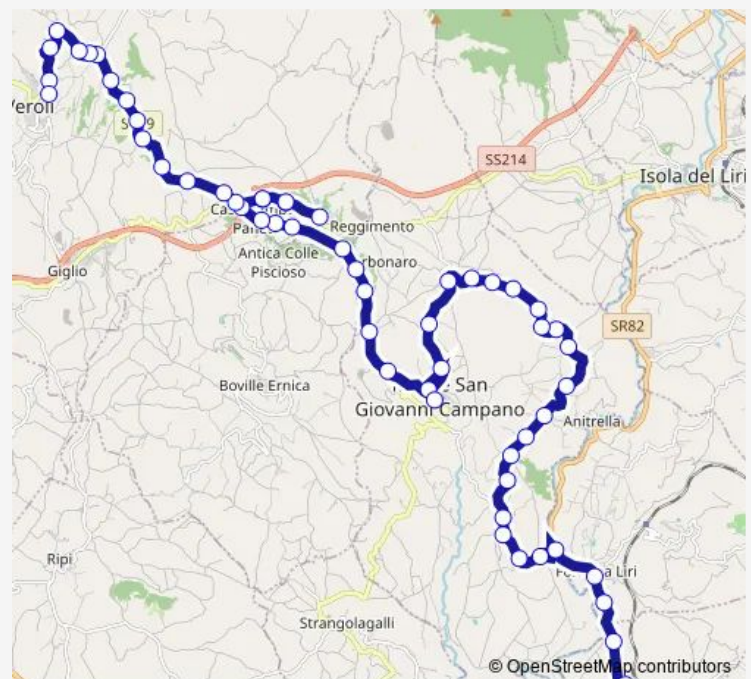 Veroli
SS214
Isola del Liri
Reggimento
Antica Colle
Piscioso
Giglio
SR82
Boville Ernica
San
Giovanni Campano
Anitrella
Ripi
Liri
Strangolagalli
© OpenStreetMap contributors